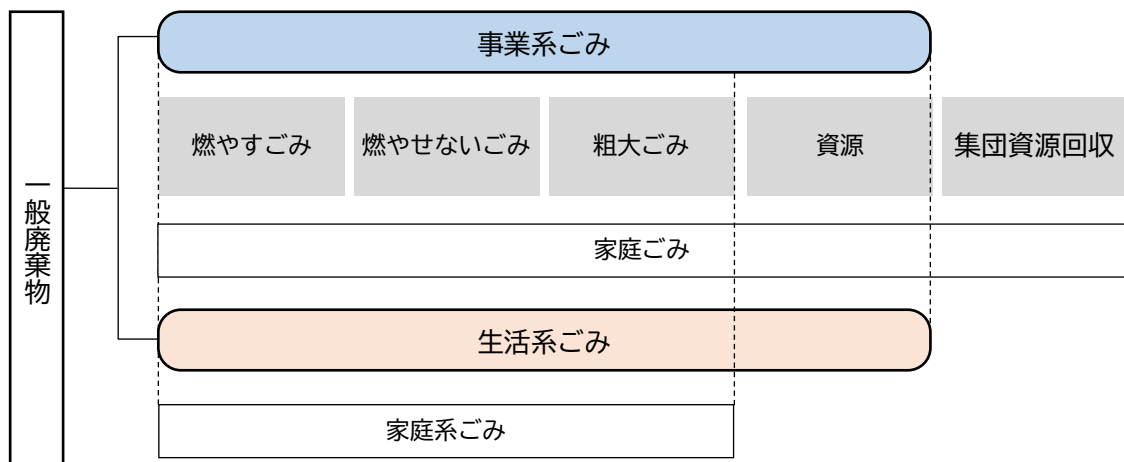 一般廃棄物
事業系ごみ
燃やすごみ
燃やせないごみ
粗大ごみ
資源
集団資源回収
家庭ごみ
生活系ごみ
家庭系ごみ